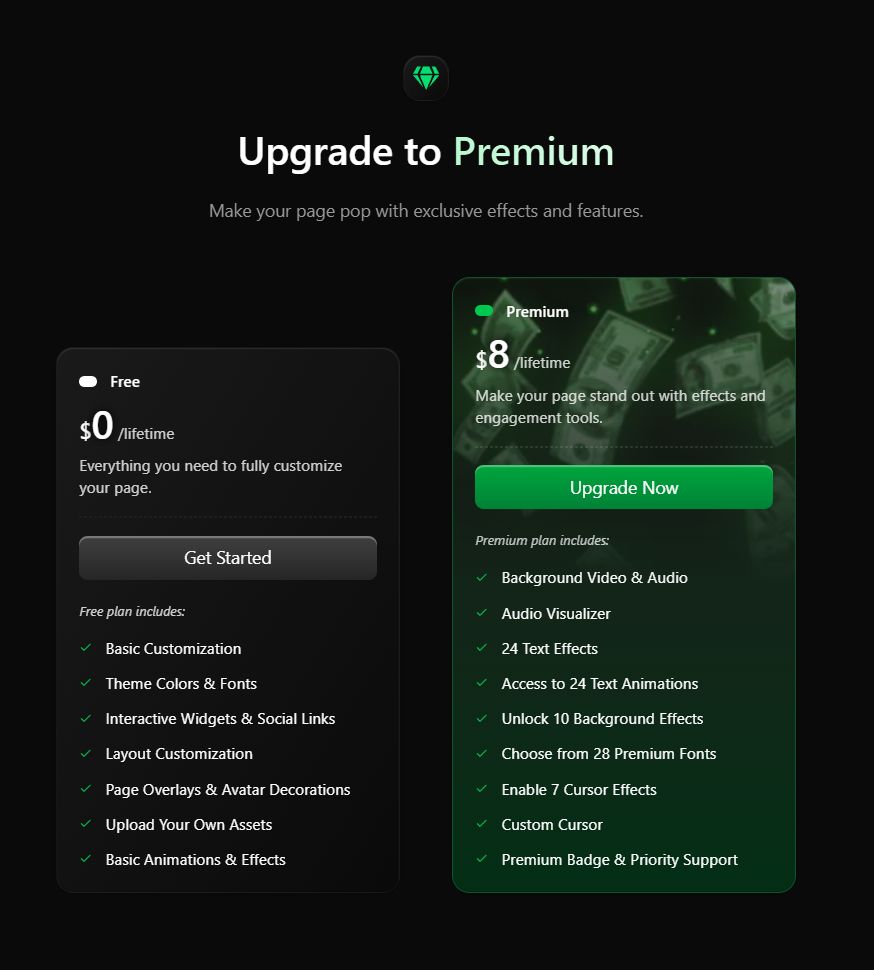 Upgrade to Premium
Make your page pop with exclusive effects and features.
Free
$0 /lifetime
Everything you need to fully customize
your page.
Get Started
Free plan includes:
Basic Customization
Theme Colors & Fonts
Interactive Widgets & Social Links
Layout Customization
Page Overlays & Avatar Decorations
Upload Your Own Assets
Basic Animations & Effects
Premium
$8 /lifetime
Make your page stand out with effects and
engagement tools.
Upgrade Now
Premium plan includes:
Background Video & Audio
Audio Visualizer
24 Text Effects
Access to 24 Text Animations
Unlock 10 Background Effects
Choose from 28 Premium Fonts
Enable 7 Cursor Effects
Custom Cursor
Premium Badge & Priority Support